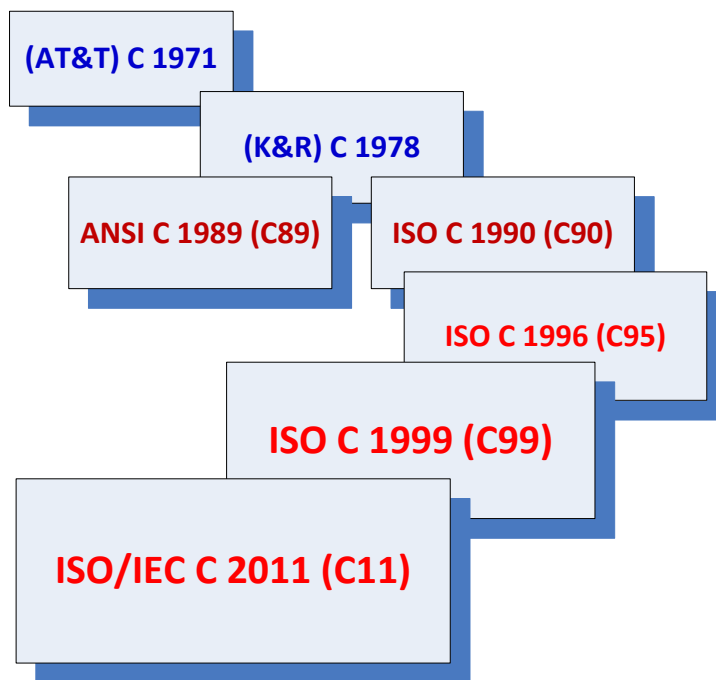 (AT&T) C 1971
(K&R) C 1978
ANSI C 1989 (C89)
ISO C 1990 (C90)
ISO C 1996 (C95)
ISO C 1999 (C99)
ISO/IEC C 2011 (C11)